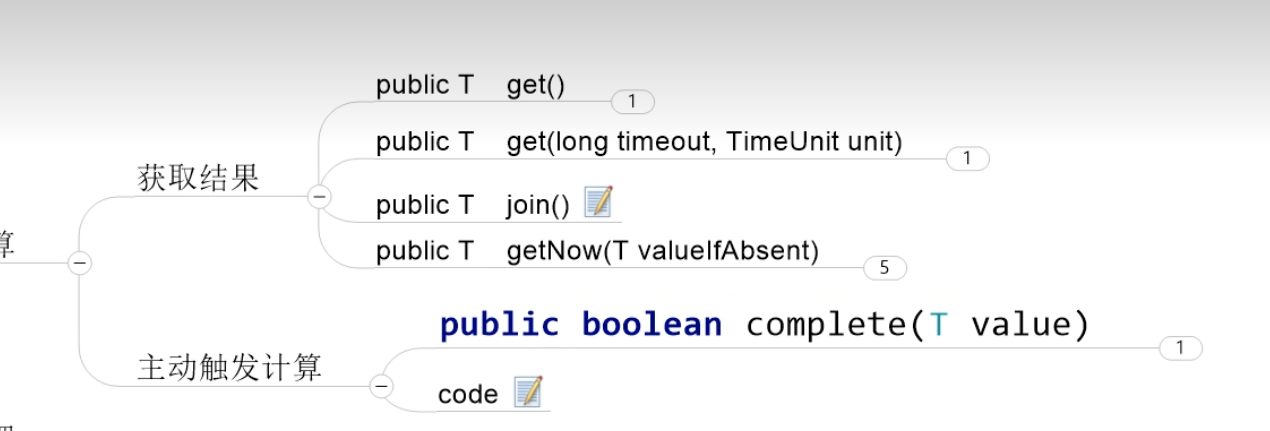 public T get()
1
public T get(long timeout, TimeUnit unit)
1
获取结果
public T join()
算
public T getNow(T valueIfAbsent)
5
public boolean complete(T value)
1
主动触发计算
code